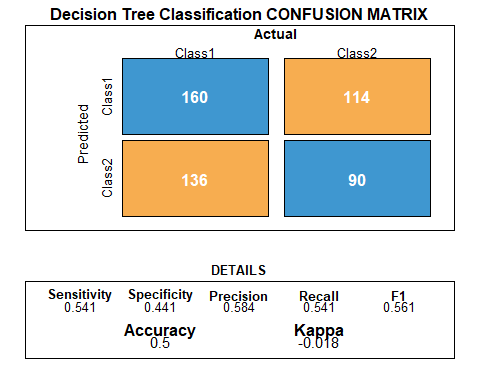 Decision Tree Classification CONFUSION MATRIX
Actual
Class1 Class2
Predicted
Class1 160 114
Class2 136 90
DETAILS
Sensitivity Specificity Precision Recall F1
0.541 0.441 0.584 0.541 0.561
Accuracy Kappa
0.5 -0.018